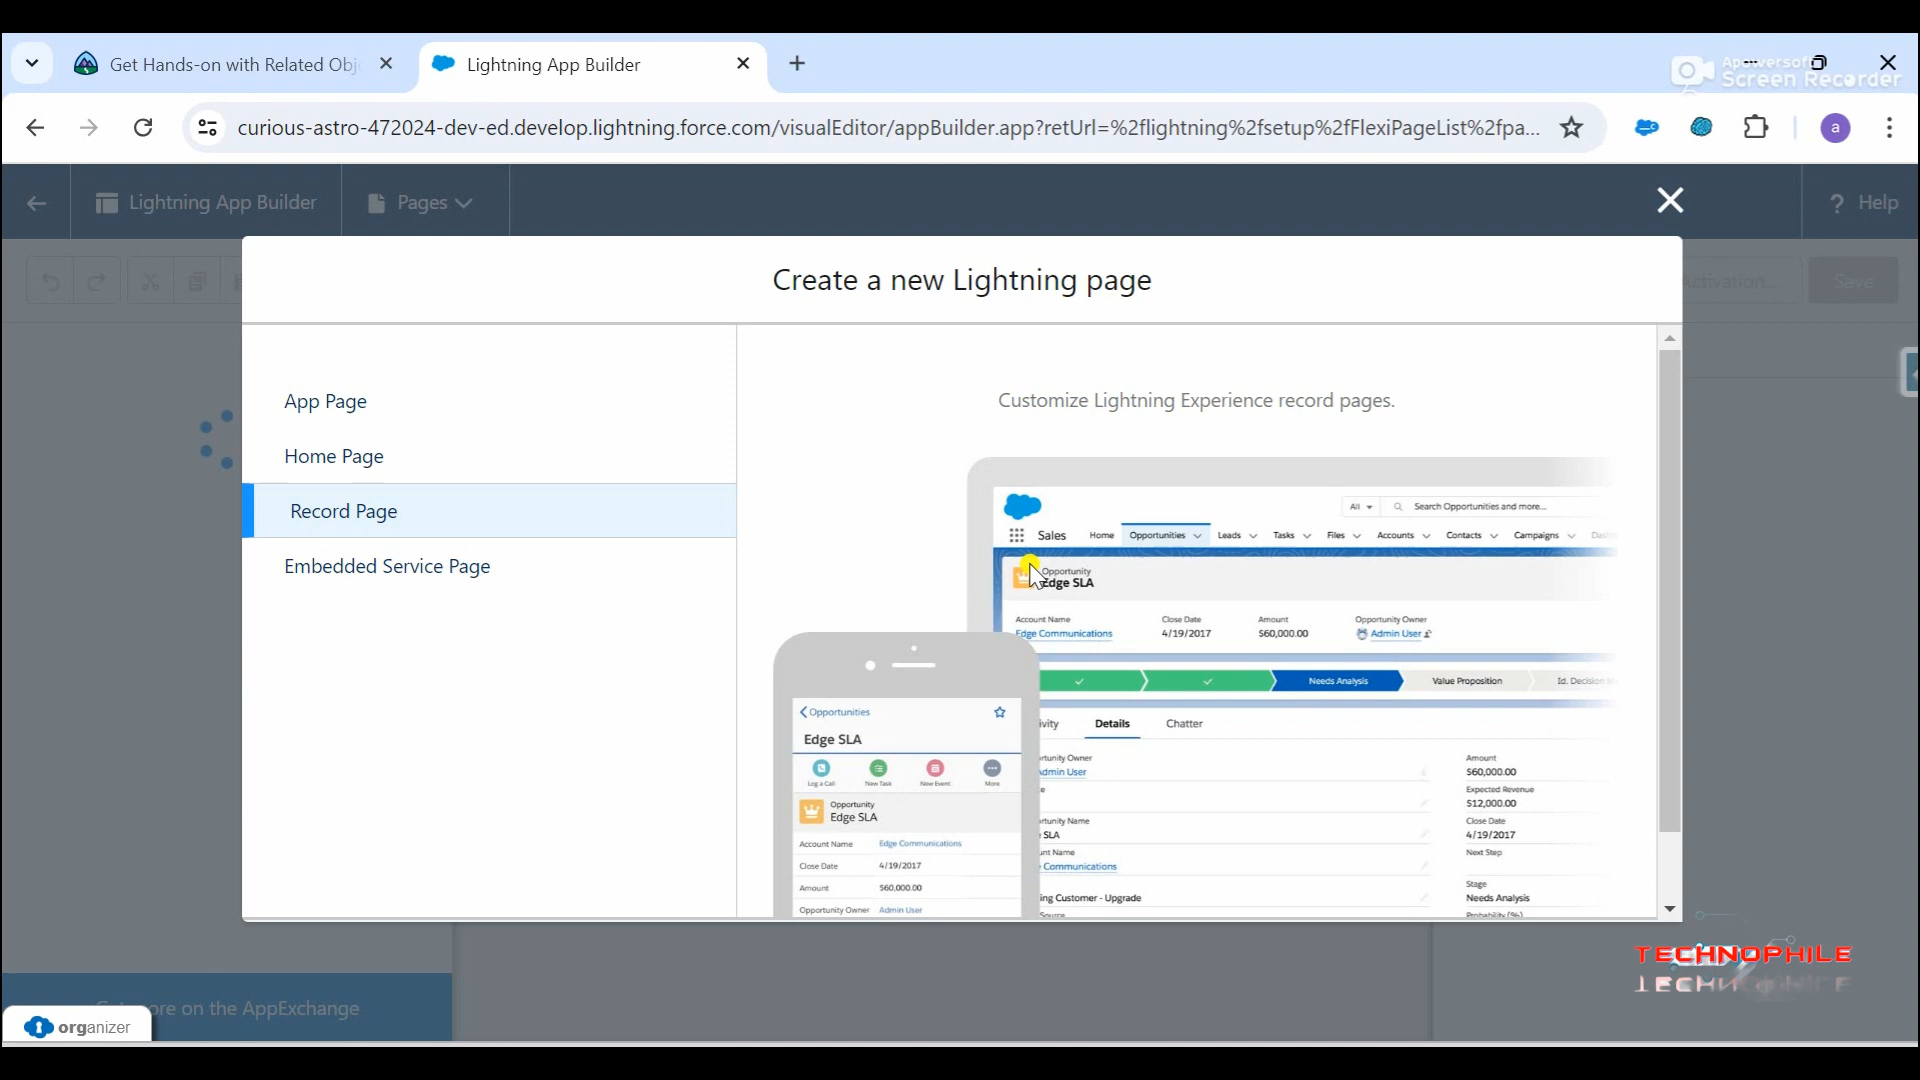 Get Hands-on with Related Obj
Lightning App Builder
Apowersoft
Screen Recorder
curious-astro-472024-dev-ed.develop.lightning.force.com/visualEditor/appBuilder.app?retUrl=%2flightning%2fsetup%2fFlexiPageList%2fpa...
a
Lightning App Builder
Pages
? Help
Activation...
Save
Create a new Lightning page
App Page
Home Page
Record Page
Embedded Service Page
Customize Lightning Experience record pages.
All
Search Opportunities and more...
Sales Home Opportunities Leads Tasks Files Accounts Contacts Campaigns
Opportunity
Edge SLA
Account Name Close Date Amount Opportunity Owner
Edge Communications 4/19/2017 $60,000.00 Admin User
Needs Analysis Value Proposition Id. Decision
ivity Details Chatter
rtunity Owner Amount
Admin User $60,000.00
Expected Revenue
$12,000.00
rtunity Name Close Date
SLA 4/19/2017
unt Name Next Step
Communications
Stage
ing Customer - Upgrade Needs Analysis
Source Probability (%)
Opportunities
Edge SLA
Log a Call New Task New Event More
Opportunity
Edge SLA
Account Name Edge Communications
Close Date 4/19/2017
Amount $60,000.00
Opportunity Owner Admin User
TECHNOPHILE
ore on the AppExchange
organizer